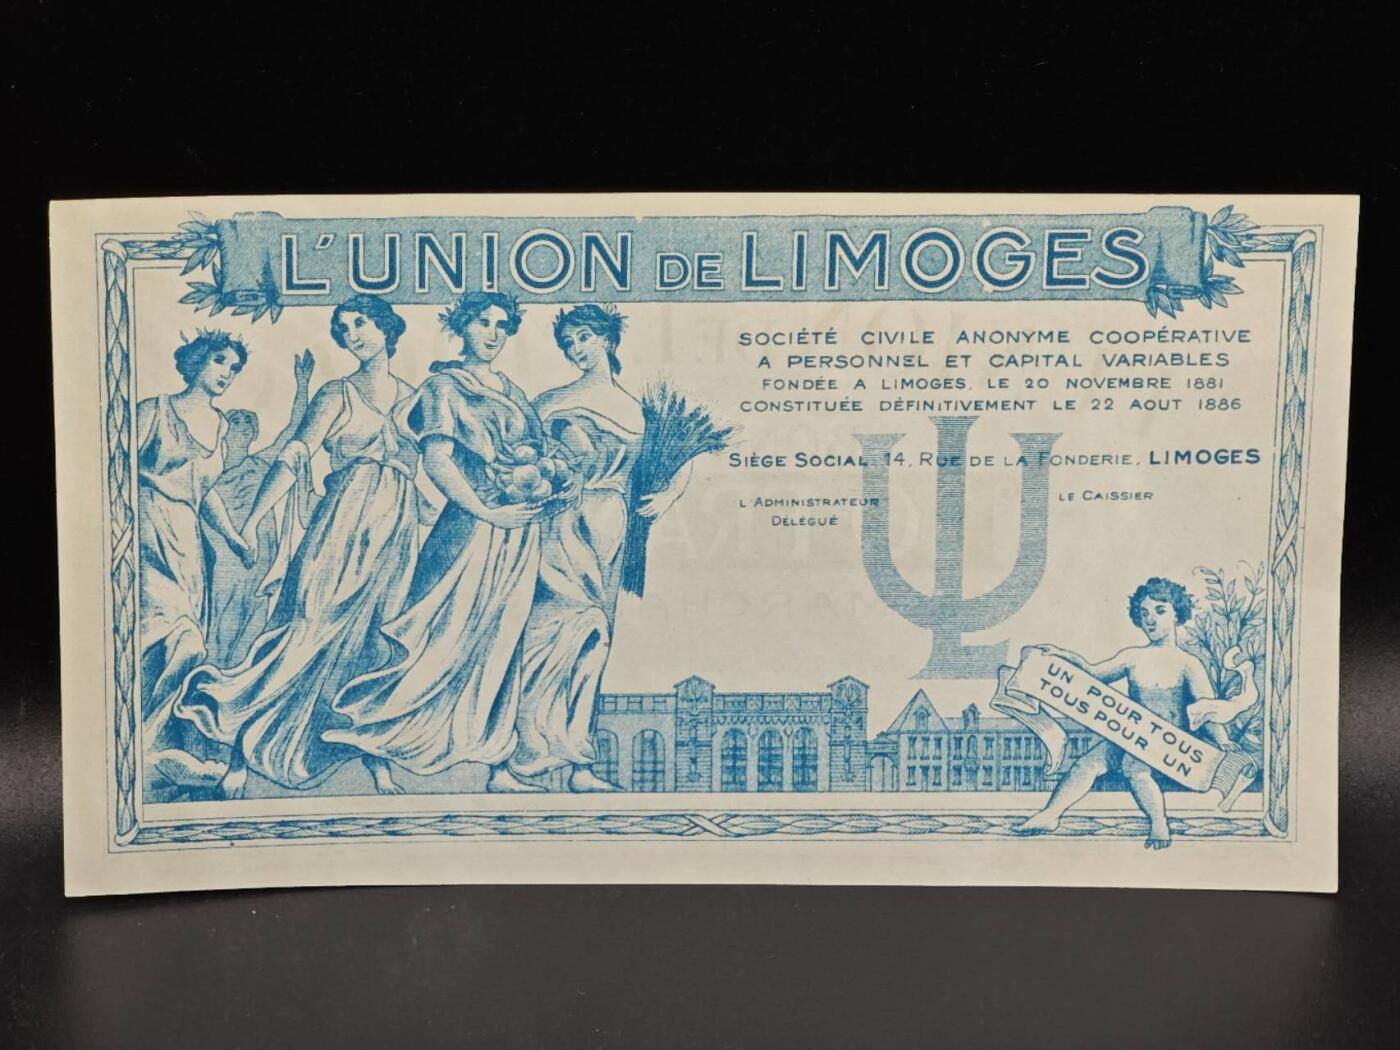 L'UNION DE LIMOGES
SOCIÉTÉ CIVILE ANONYME COOPÉRATIVE
A PERSONNEL ET CAPITAL VARIABLES
FONDÉE A LIMOGES, LE 20 NOVEMBRE 1881
CONSTITUÉE DÉFINITIVEMENT LE 22 AOUT 1886
SIÈGE SOCIAL 14, RUE DE LA FONDERIE, LIMOGES
L'ADMINISTRATEUR
DÉLÉGUÉ
LE CAISSIER
UL
UN POUR TOUS
TOUS POUR UN